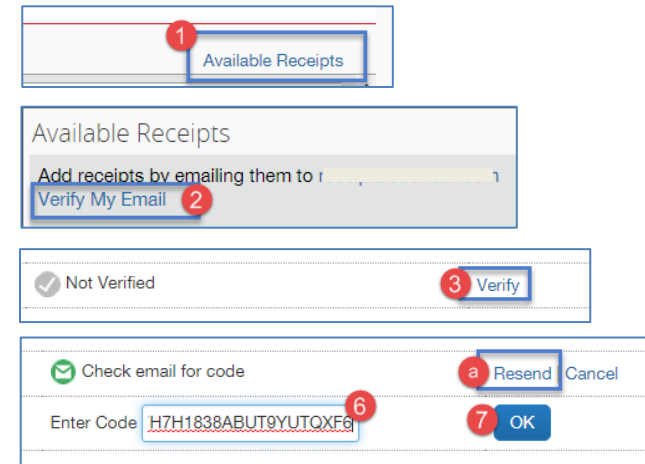 1
Available Receipts
Available Receipts
Add receipts by emailing them to
Verify My Email 2
Not Verified 3 Verify
Check email for code a Resend Cancel
Enter Code H7H1838ABUT9YUTQXF6 6 7 OK